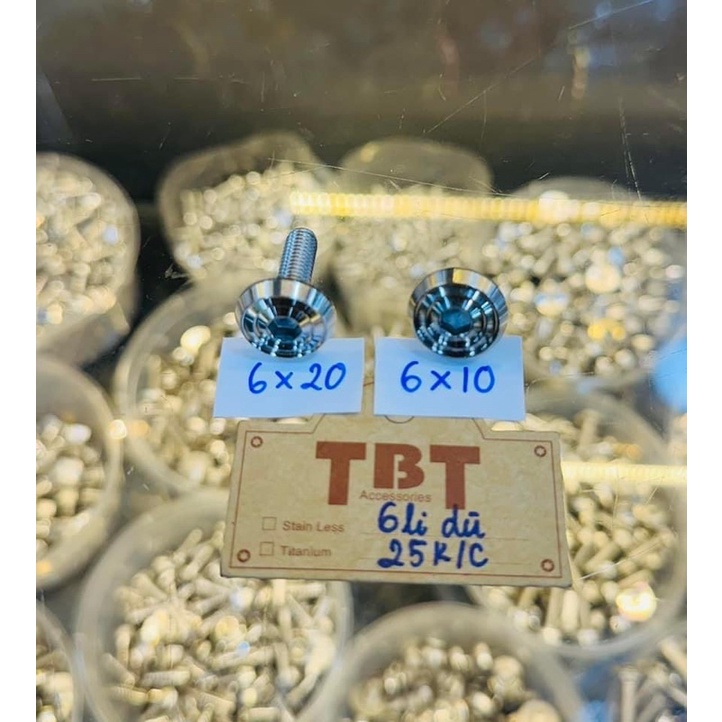 6x20
6x10
TBT
Accessories
Stain Less
Titanium
6li dù
25K/C